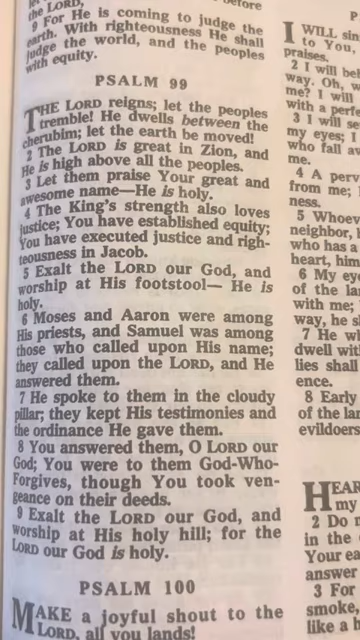 before
the LORD.
9 For He is coming to judge the
earth. With righteousness He shall
judge the world, and the peoples
with equity.
PSALM 99
THE LORD reigns; let the peoples
tremble! He dwells between the
cherubim; let the earth be moved!
2 The LORD is great in Zion, and
He is high above all the peoples.
3 Let them praise Your great and
awesome name—He is holy.
4 The King's strength also loves
justice; You have established equity;
You have executed justice and righ-
teousness in Jacob.
5 Exalt the LORD our God, and
worship at His footstool— He is
holy.
6 Moses and Aaron were among
His priests, and Samuel was among
those who called upon His name;
they called upon the LORD, and He
answered them.
7 He spoke to them in the cloudy
pillar; they kept His testimonies and
the ordinance He gave them.
8 You answered them, O LORD our
God; You were to them God-Who-
Forgives, though You took ven-
geance on their deeds.
9 Exalt the LORD our God, and
worship at His holy hill; for the
LORD our God is holy.
PSALM 100
MAKE a joyful shout to the
LORD, all you lands!
P
I WILL sin
to You,
praises.
2 I will be
way. Oh, w
me? I will
with a perfe
3 I will se
my eyes; I
who fall aw
me.
4 A perv
from me;
ness.
5 Whoev
neighbor,
who has a
heart, him
6 My eye
of the la
with me;
way, he s
7 He w
dwell wit
lies shall
ence.
8 Early
of the la
evildoers
HEAR
my
2 Do n
in the
Your ea
answer
3 For
smoke,
like a h